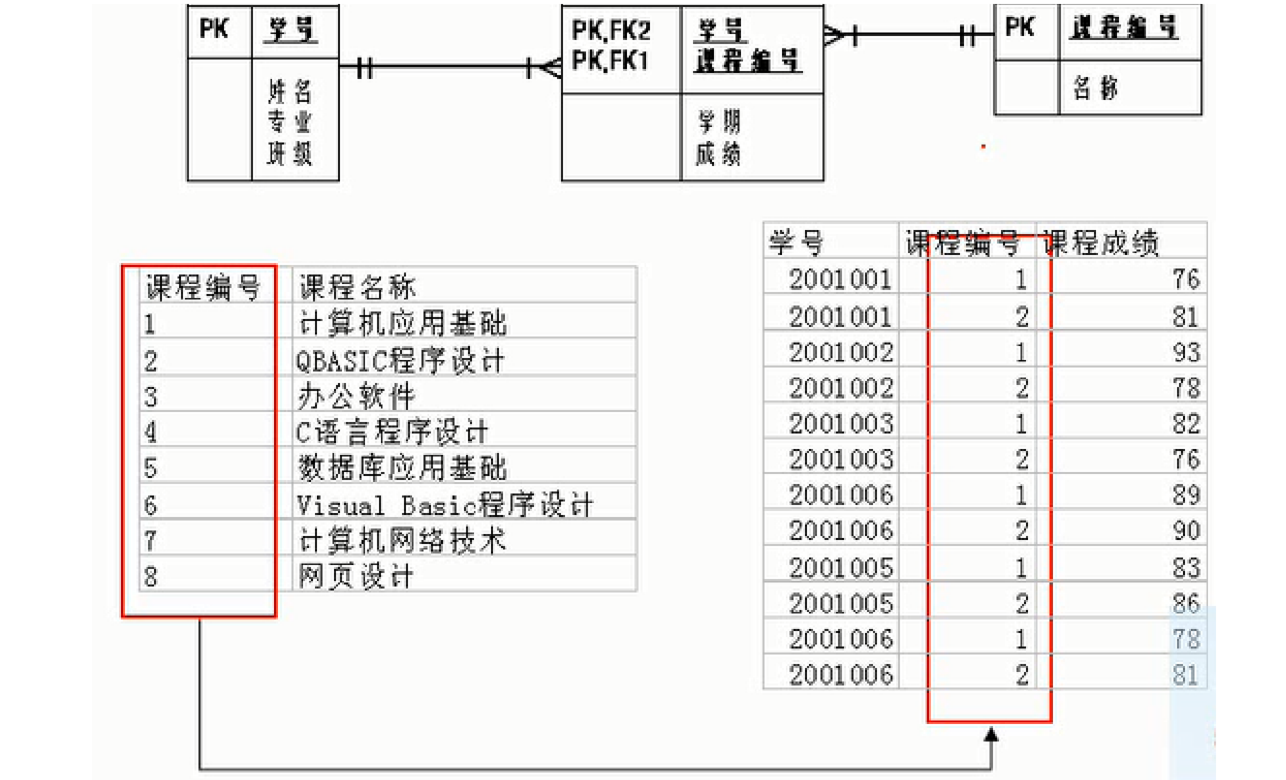 PK 学号
姓名
专业
班级
PK,FK2 学号
PK,FK1 课程编号
学期
成绩
PK 课程编号
名称
课程编号 课程名称
1 计算机应用基础
2 QBASIC程序设计
3 办公软件
4 C语言程序设计
5 数据库应用基础
6 Visual Basic程序设计
7 计算机网络技术
8 网页设计
学号 课程编号 课程成绩
2001001 1 76
2001001 2 81
2001002 1 93
2001002 2 78
2001003 1 82
2001003 2 76
2001006 1 89
2001006 2 90
2001005 1 83
2001005 2 86
2001006 1 78
2001006 2 81